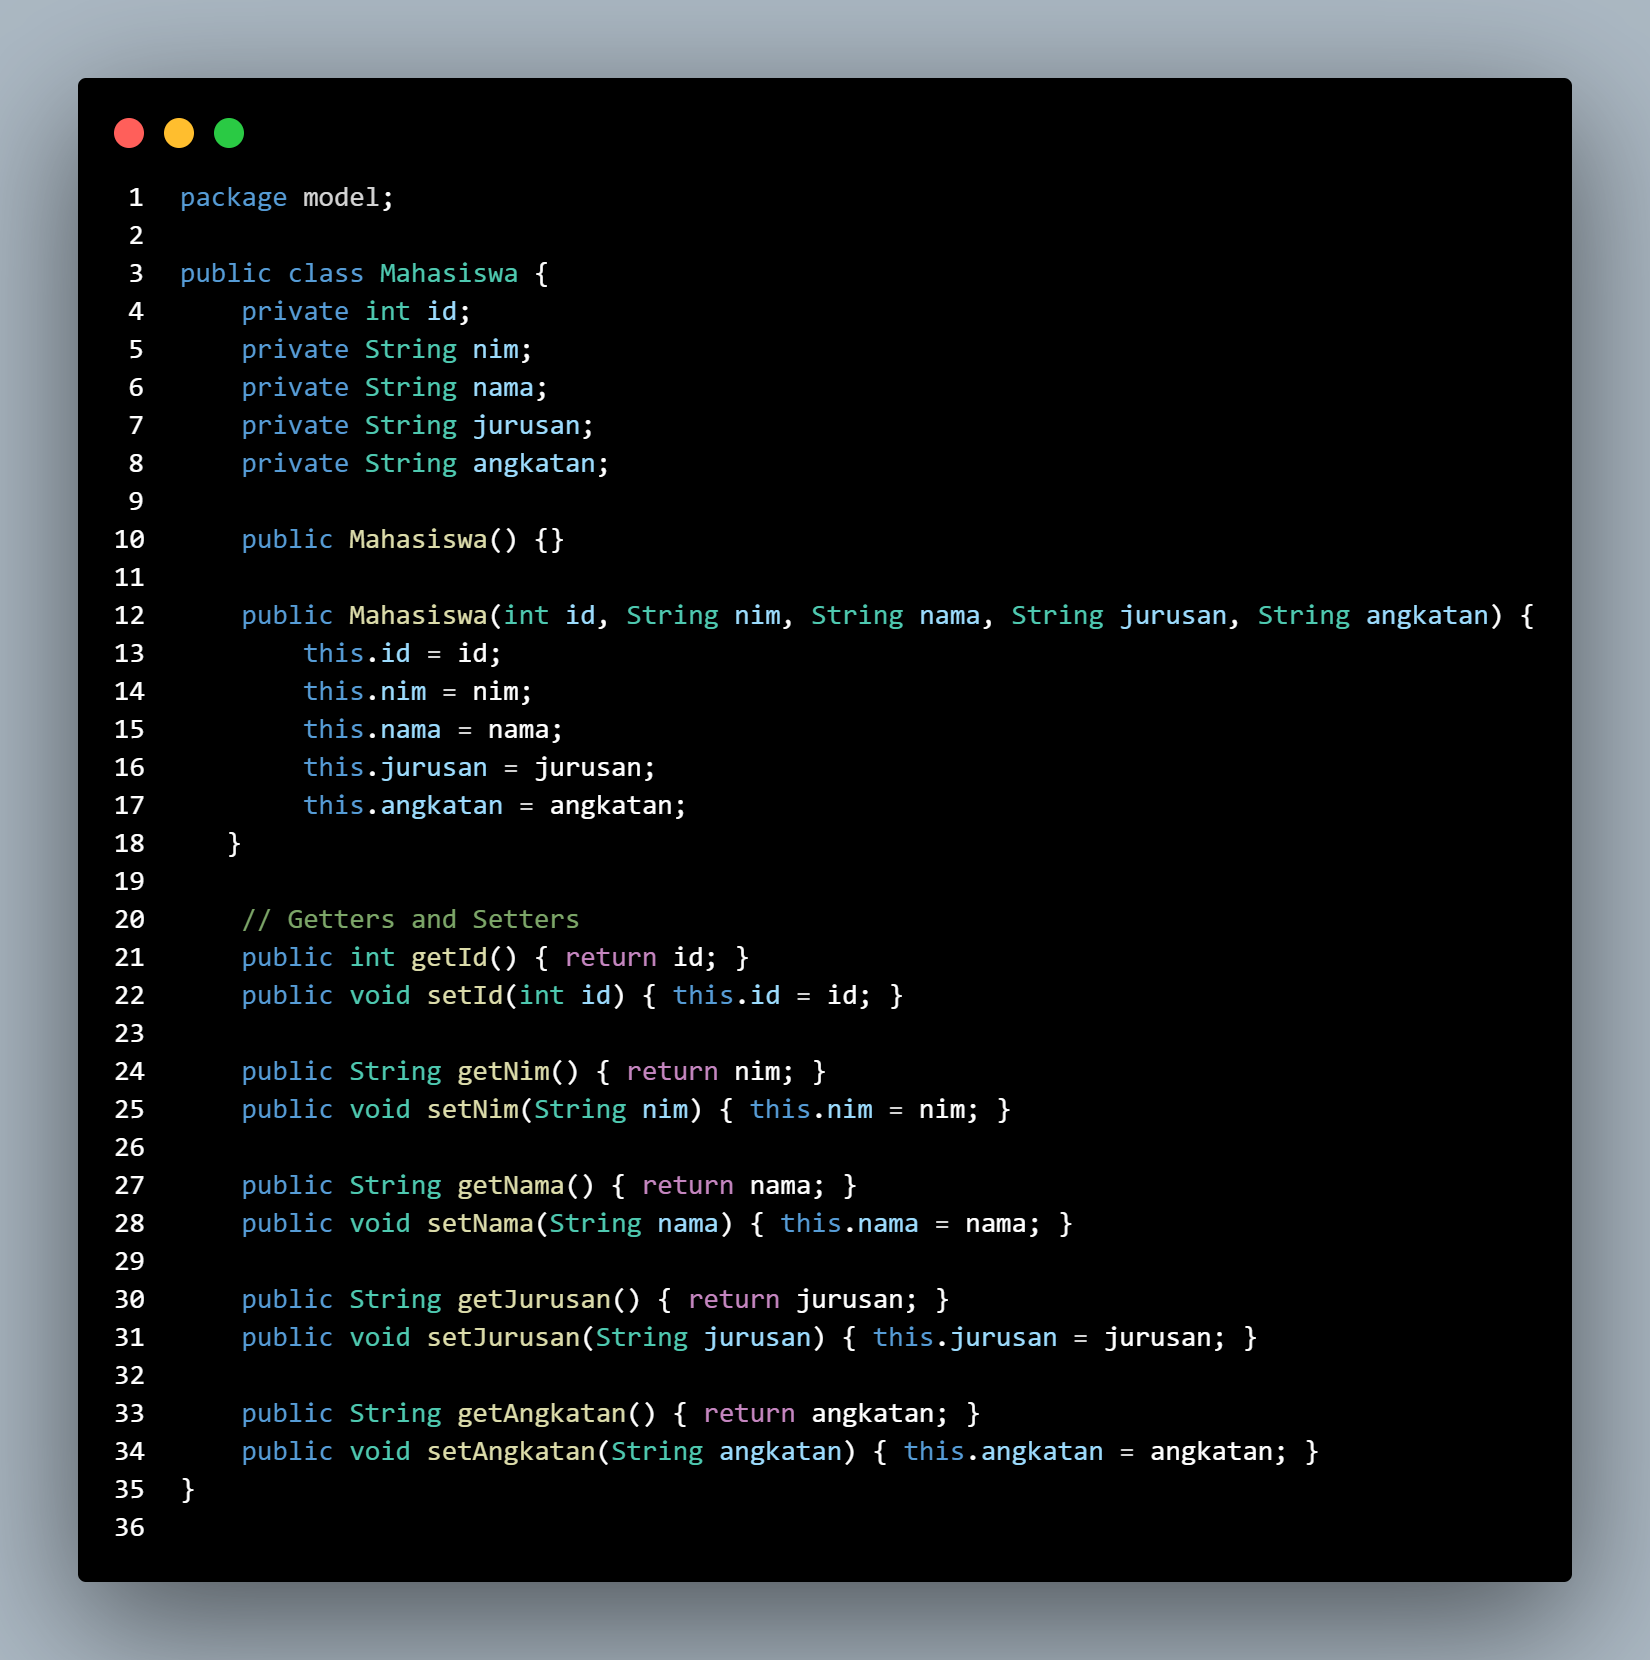 1 package model;
2
3 public class Mahasiswa {
4     private int id;
5     private String nim;
6     private String nama;
7     private String jurusan;
8     private String angkatan;
9
10     public Mahasiswa() {}
11
12     public Mahasiswa(int id, String nim, String nama, String jurusan, String angkatan) {
13         this.id = id;
14         this.nim = nim;
15         this.nama = nama;
16         this.jurusan = jurusan;
17         this.angkatan = angkatan;
18    }
19
20     // Getters and Setters
21     public int getId() { return id; }
22     public void setId(int id) { this.id = id; }
23
24     public String getNim() { return nim; }
25     public void setNim(String nim) { this.nim = nim; }
26
27     public String getNama() { return nama; }
28     public void setNama(String nama) { this.nama = nama; }
29
30     public String getJurusan() { return jurusan; }
31     public void setJurusan(String jurusan) { this.jurusan = jurusan; }
32
33     public String getAngkatan() { return angkatan; }
34     public void setAngkatan(String angkatan) { this.angkatan = angkatan; }
35 }
36